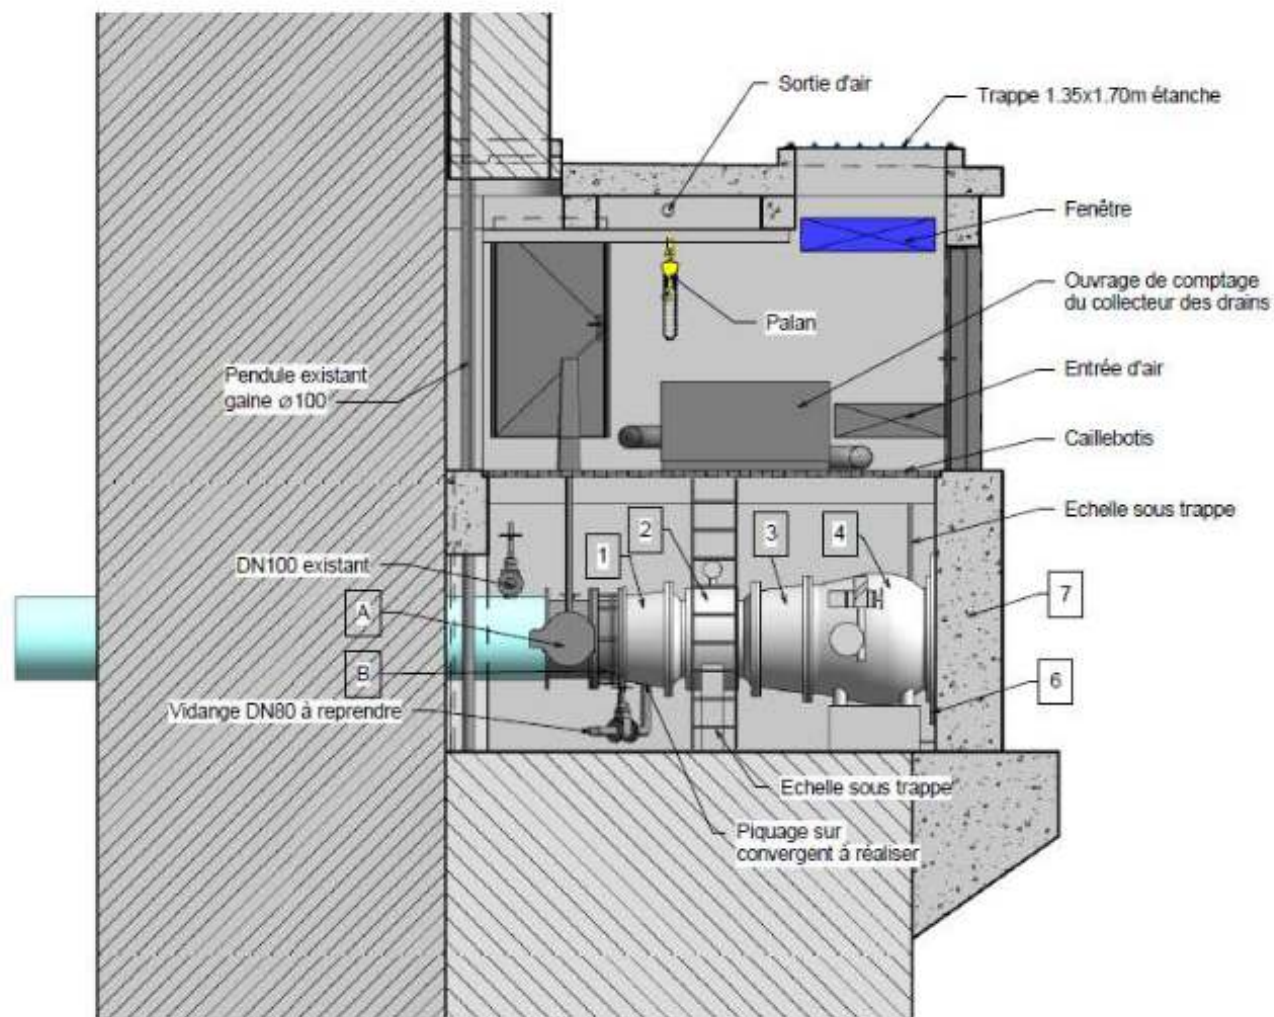 Sortie d'air
Trappe 1.35x1.70m étanche
Fenêtre
Ouvrage de comptage
du collecteur des drains
Palan
Entrée d'air
Pendule existant
gaine ø100
Caillebotis
Echelle sous trappe
1
2
3
4
DN100 existant
A
7
B
6
Vidange DN80 à reprendre
Echelle sous trappe
Piquage sur
convergent à réaliser